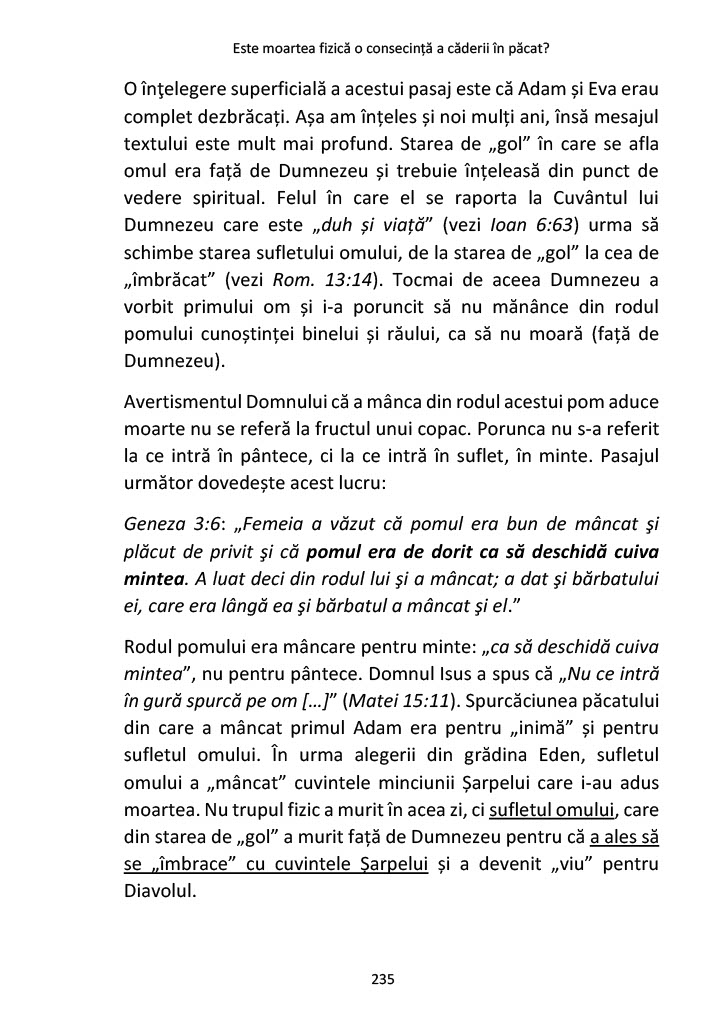 Este moartea fizică o consecință a căderii în păcat?
O înţelegere superficială a acestui pasaj este că Adam și Eva erau
complet dezbrăcați. Așa am înțeles și noi mulți ani, însă mesajul
textului este mult mai profund. Starea de „gol” în care se afla
omul era față de Dumnezeu și trebuie înțeleasă din punct de
vedere spiritual. Felul în care el se raporta la Cuvântul lui
Dumnezeu care este „duh și viață” (vezi Ioan 6:63) urma să
schimbe starea sufletului omului, de la starea de „gol” la cea de
„îmbrăcat” (vezi Rom. 13:14). Tocmai de aceea Dumnezeu a
vorbit primului om și i-a poruncit să nu mănânce din rodul
pomului cunoștinței binelui și răului, ca să nu moară (față de
Dumnezeu).
Avertismentul Domnului că a mânca din rodul acestui pom aduce
moarte nu se referă la fructul unui copac. Porunca nu s-a referit
la ce intră în pântece, ci la ce intră în suflet, în minte. Pasajul
următor dovedește acest lucru:
Geneza 3:6: „Femeia a văzut că pomul era bun de mâncat şi
plăcut de privit şi că pomul era de dorit ca să deschidă cuiva
mintea. A luat deci din rodul lui şi a mâncat; a dat şi bărbatului
ei, care era lângă ea şi bărbatul a mâncat şi el.”
Rodul pomului era mâncare pentru minte: „ca să deschidă cuiva
mintea”, nu pentru pântece. Domnul Isus a spus că „Nu ce intră
în gură spurcă pe om […]” (Matei 15:11). Spurcăciunea păcatului
din care a mâncat primul Adam era pentru „inimă” și pentru
sufletul omului. În urma alegerii din grădina Eden, sufletul
omului a „mâncat” cuvintele minciunii Șarpelui care i-au adus
moartea. Nu trupul fizic a murit în acea zi, ci sufletul omului, care
din starea de „gol” a murit față de Dumnezeu pentru că a ales să
se „îmbrace” cu cuvintele Şarpelui și a devenit „viu” pentru
Diavolul.
235